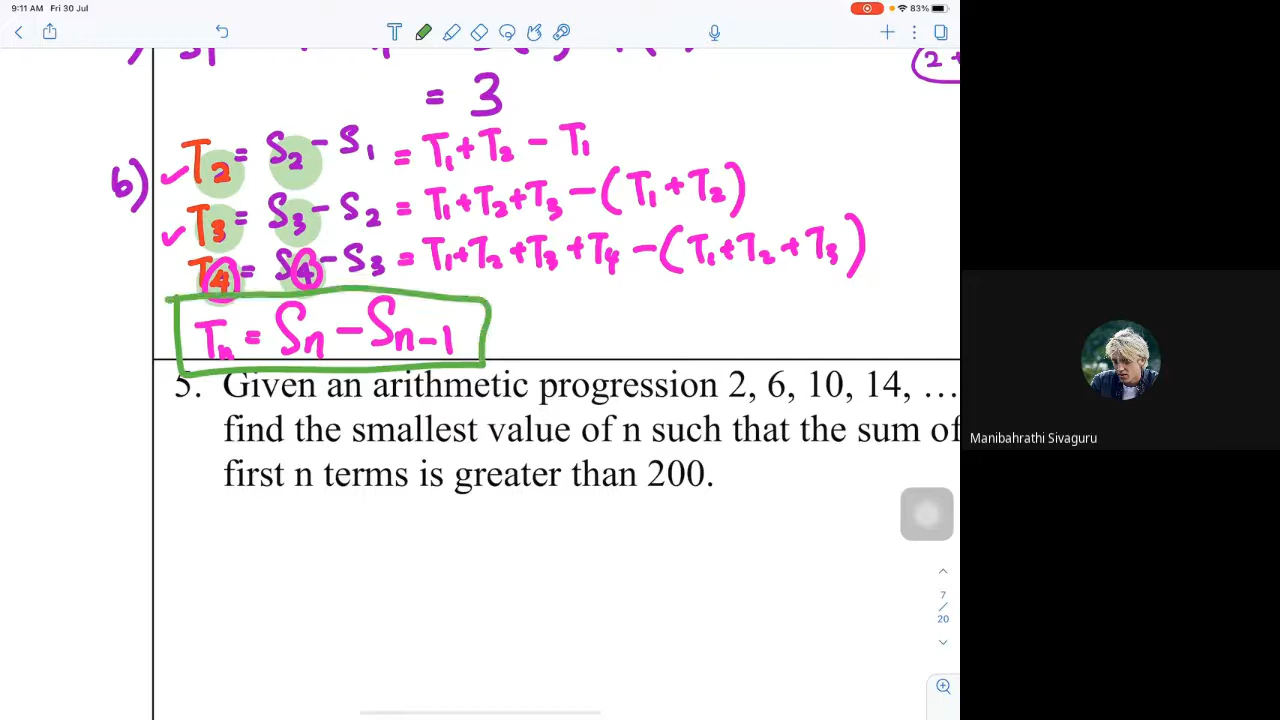 9:11 AM Fri 30 Jul
83%
T
= 3
b) T2 = S2 - S1 = T1 + T2 - T1
T3 = S3 - S2 = T1 + T2 + T3 - (T1 + T2)
T4 = S4 - S3 = T1 + T2 + T3 + T4 - (T1 + T2 + T3)
Tn = Sn - Sn-1
5. Given an arithmetic progression 2, 6, 10, 14, …
find the smallest value of n such that the sum of
first n terms is greater than 200.
7
/
20
Manibahrathi Sivaguru